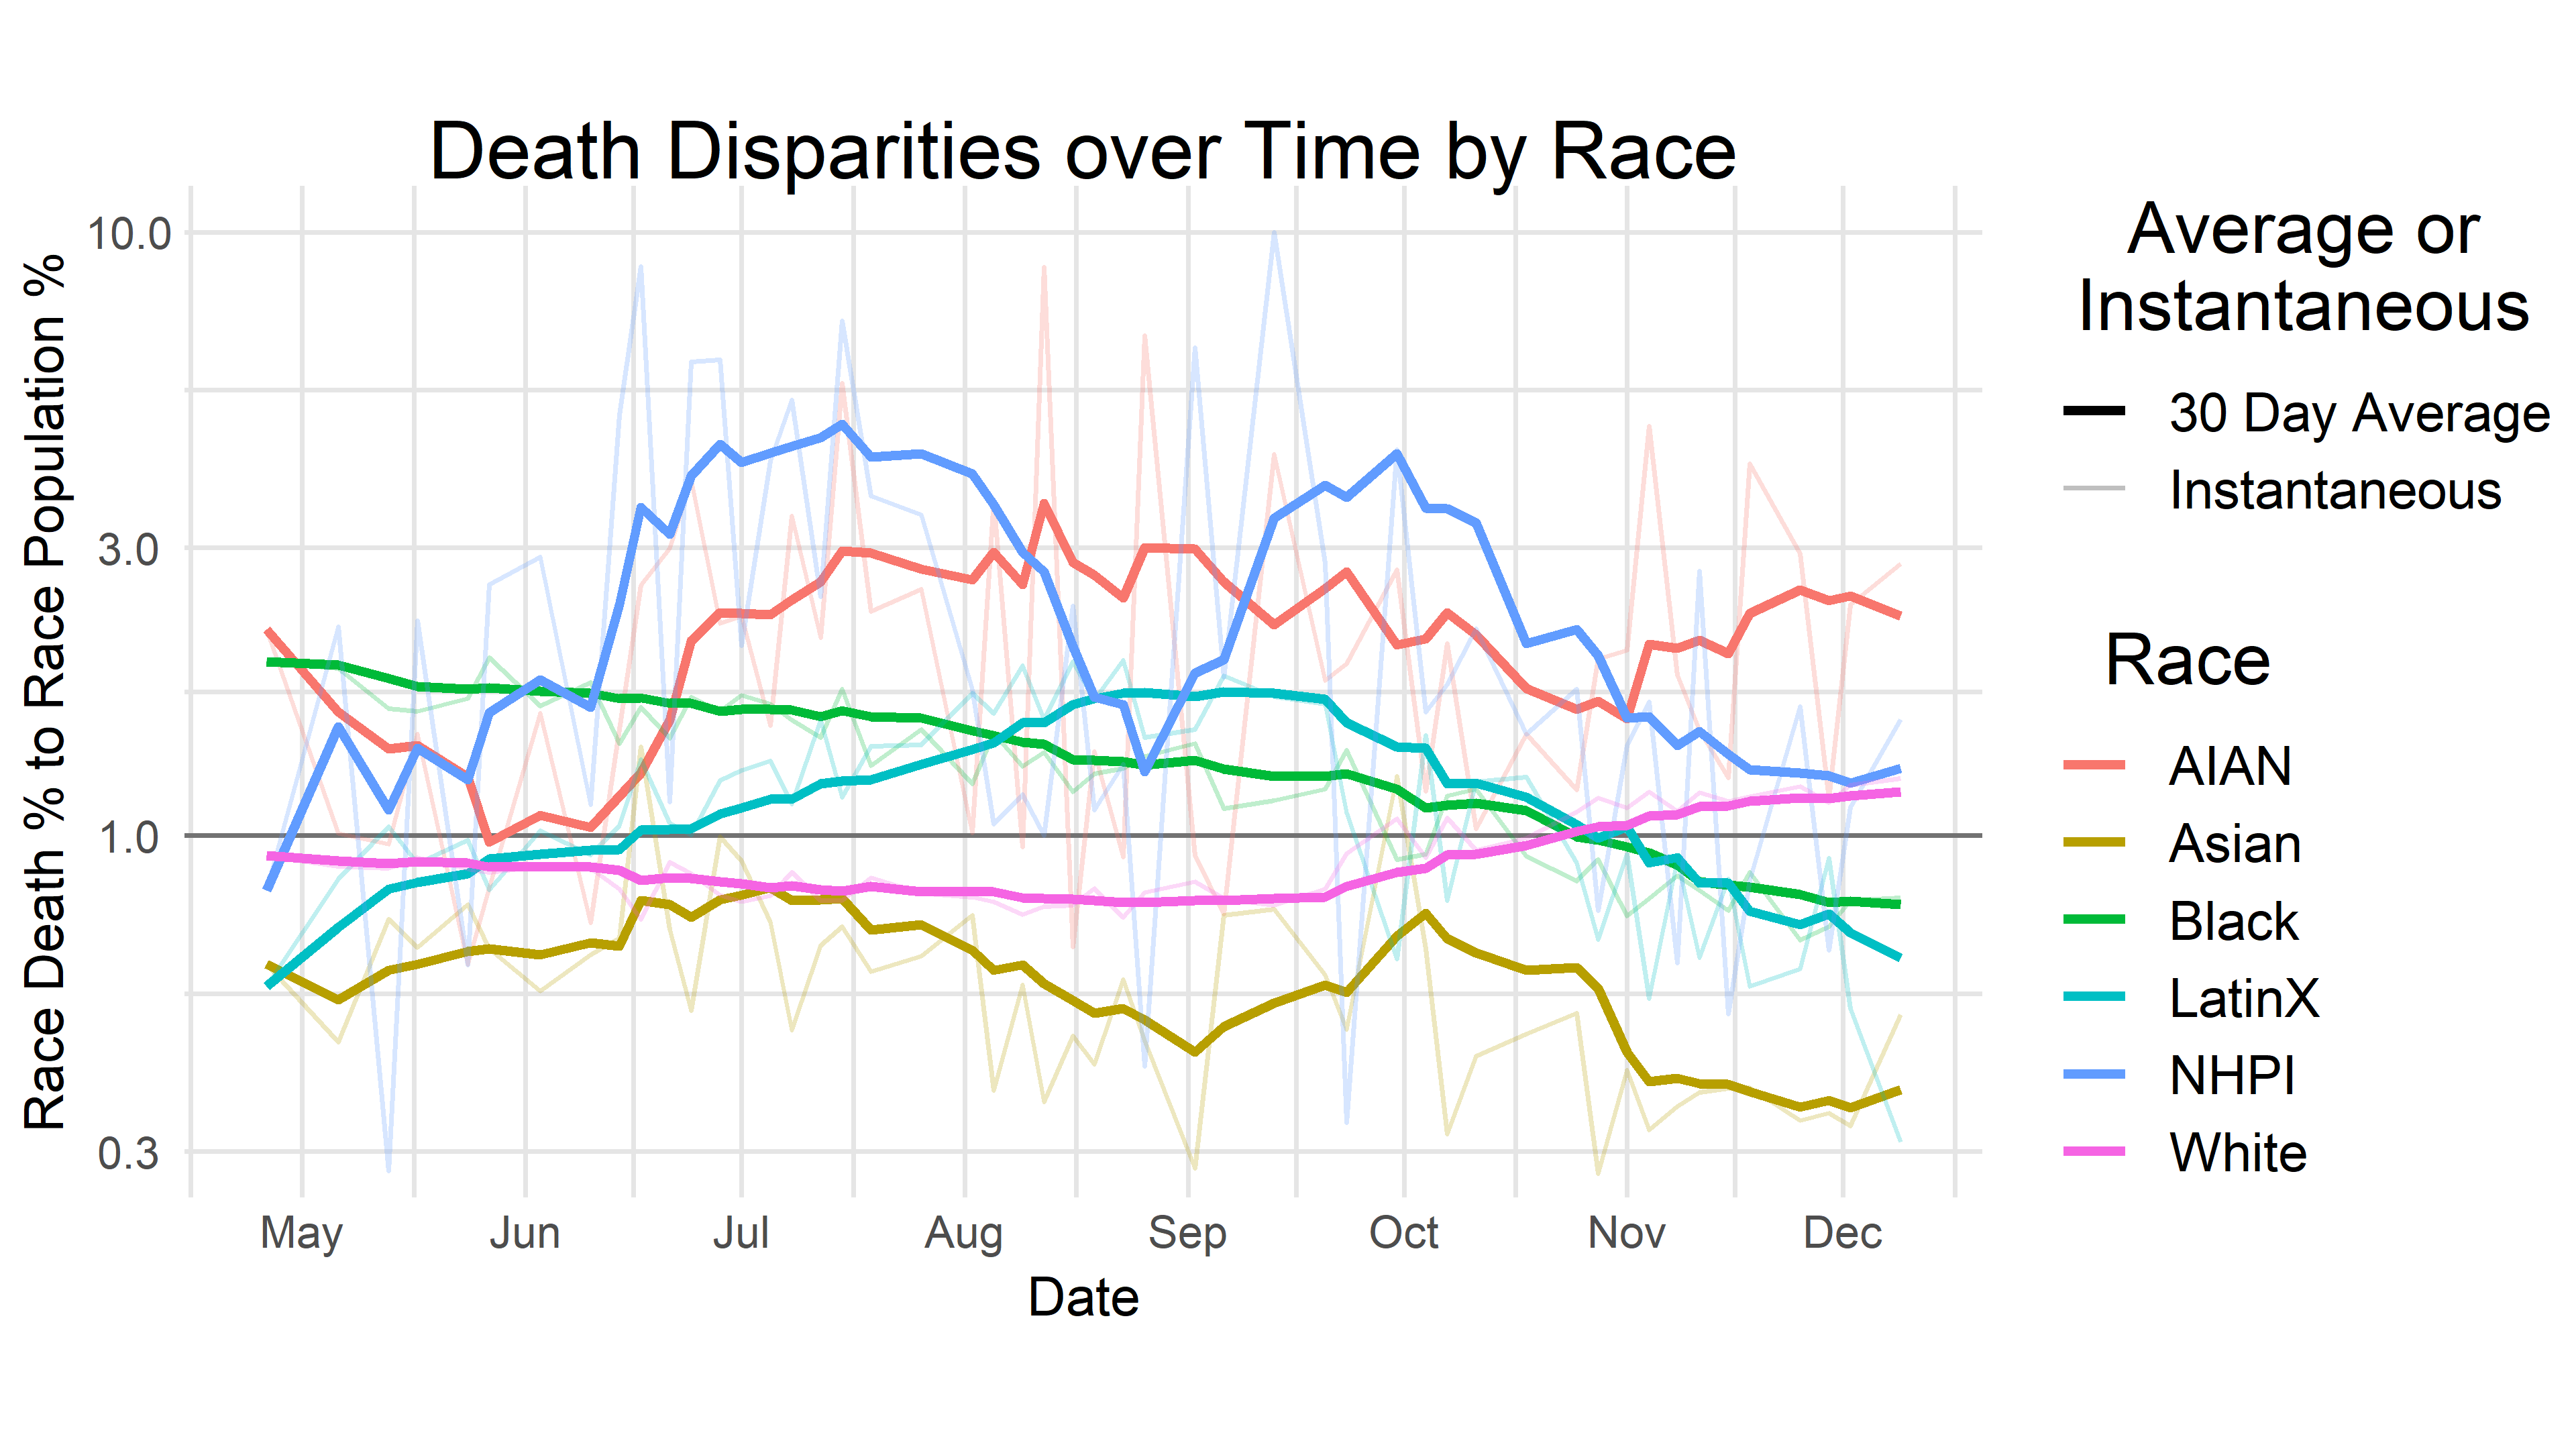 Death Disparities over Time by Race
Race Death % to Race Population %
10.0
3.0
1.0
0.3
May Jun Jul Aug Sep Oct Nov Dec
Date
Average or
Instantaneous
30 Day Average
Instantaneous
Race
AIAN
Asian
Black
LatinX
NHPI
White